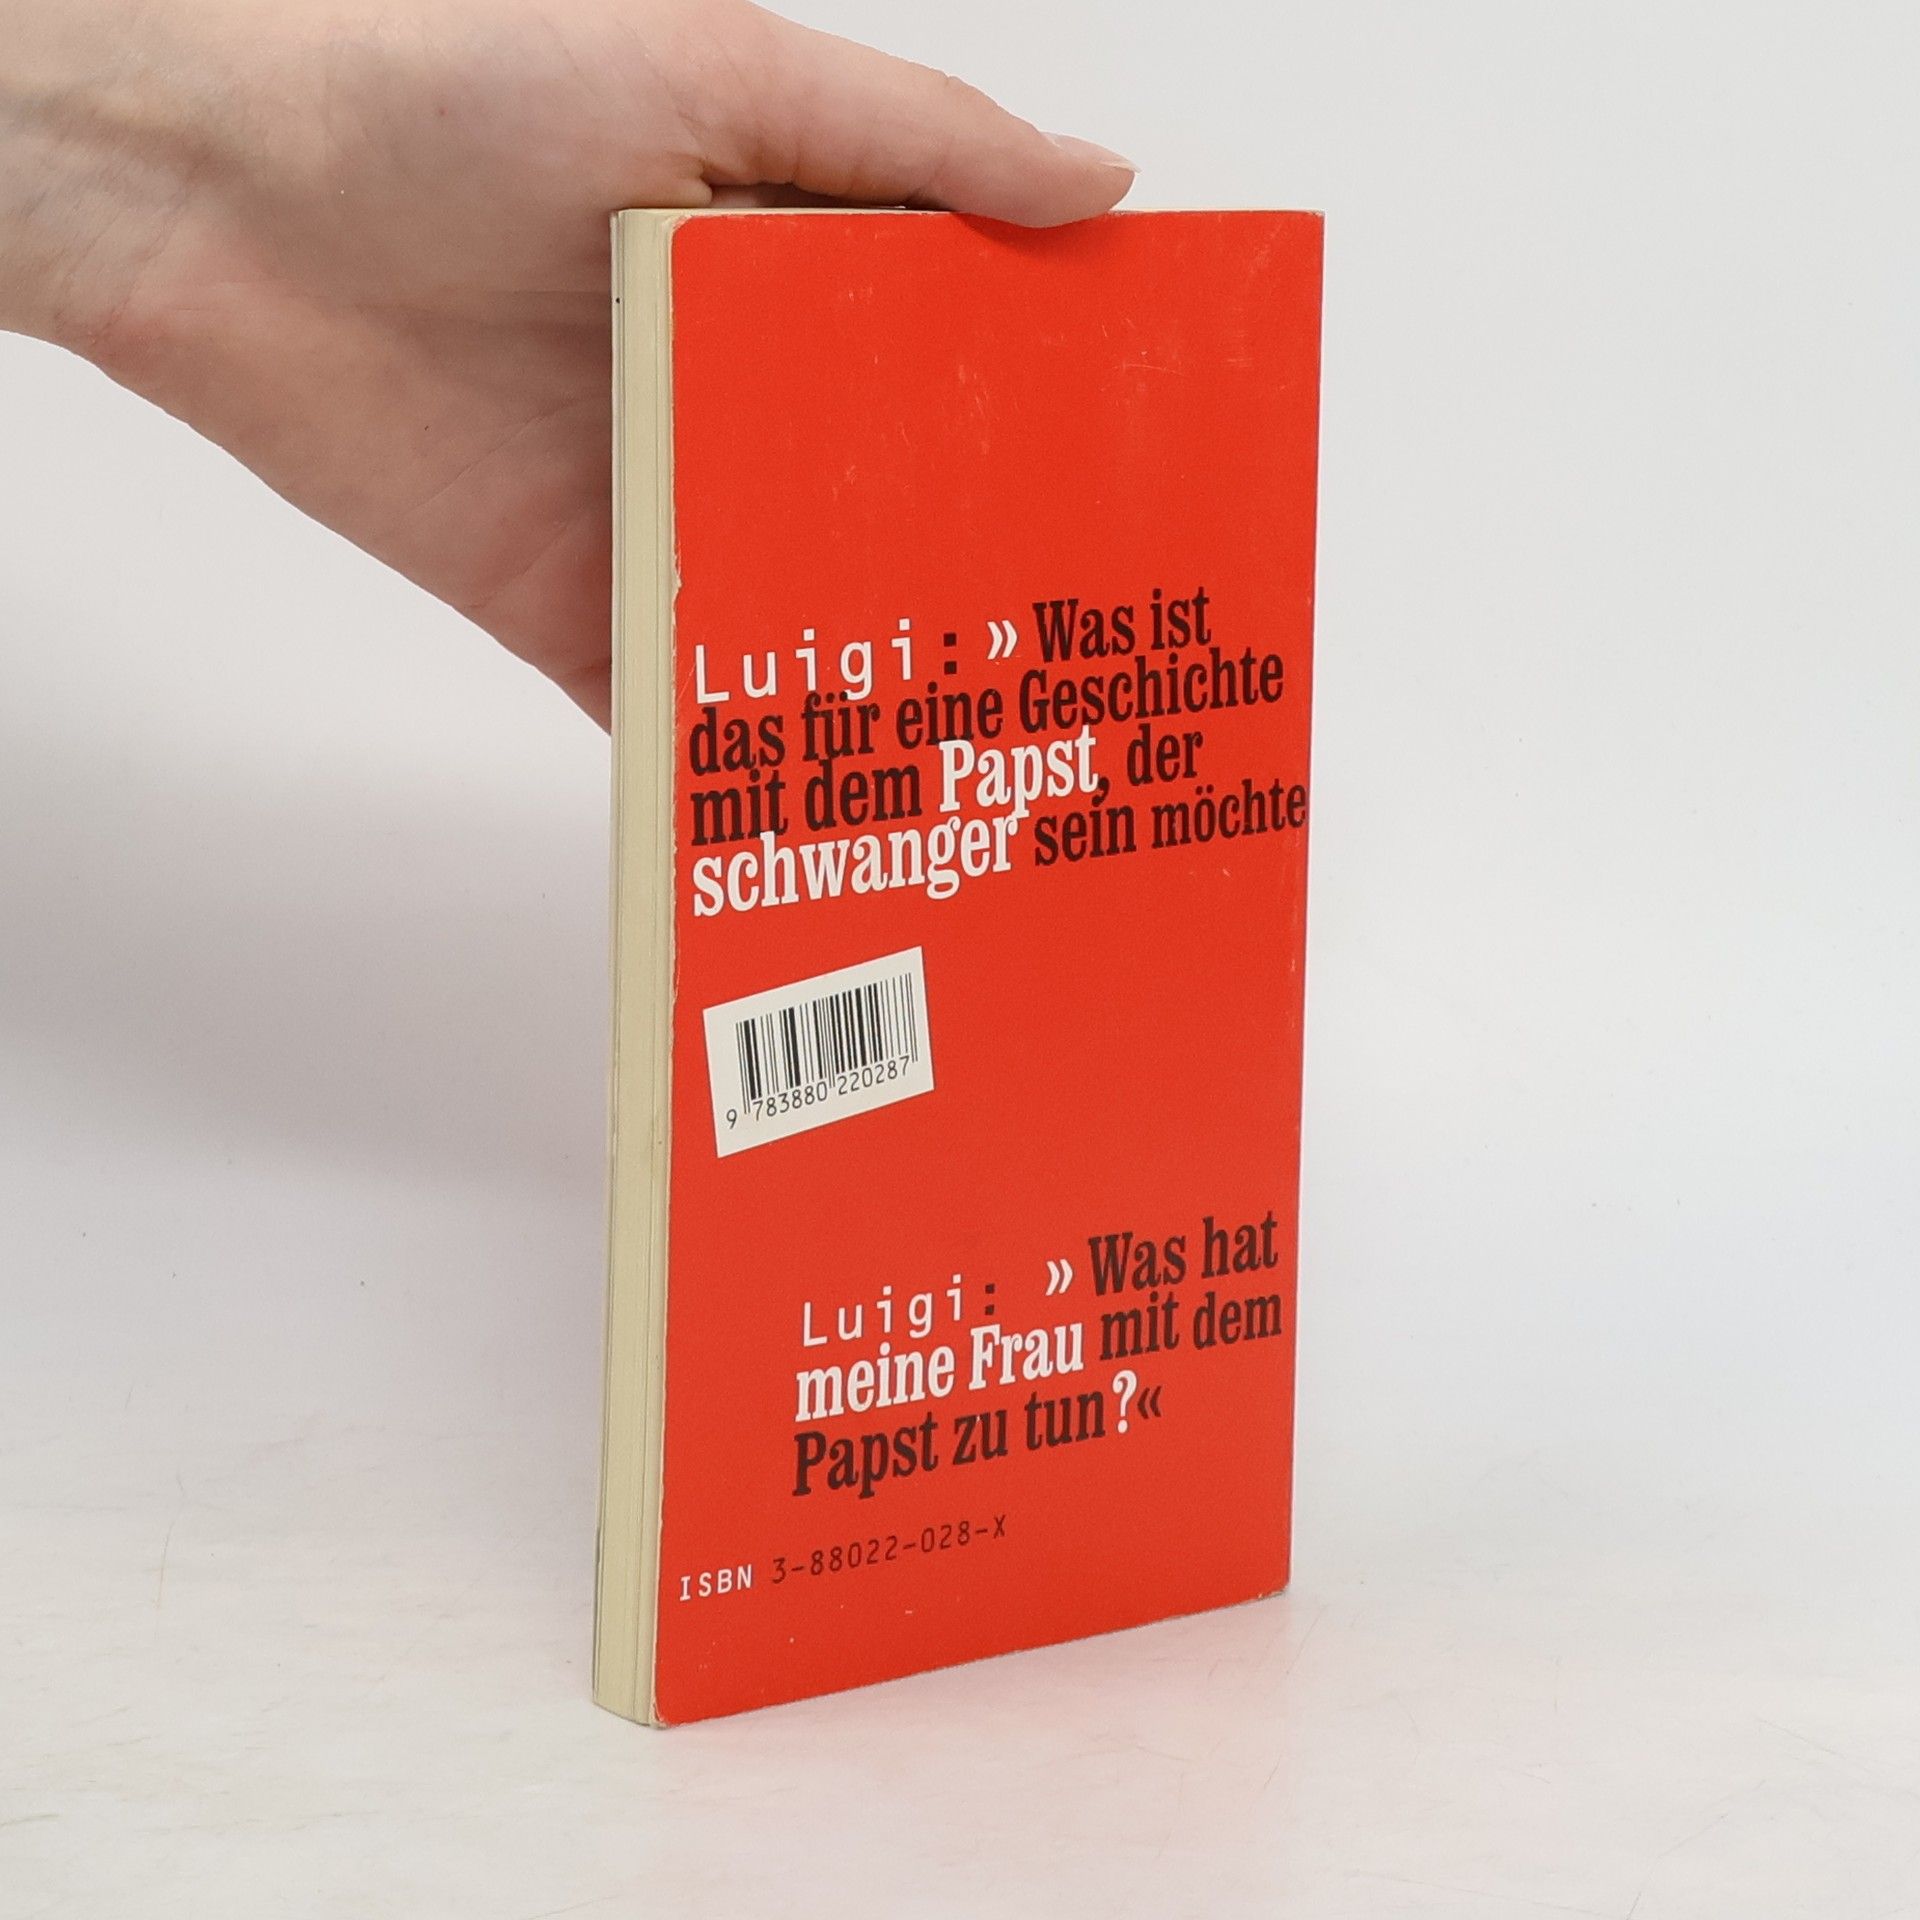 Luigi: »Was ist
das für eine Geschichte
mit dem Papst, der
schwanger sein möchte
9 783880 220287
Luigi: »Was hat
meine Frau mit dem
Papst zu tun?«
ISBN 3-88022-028-X